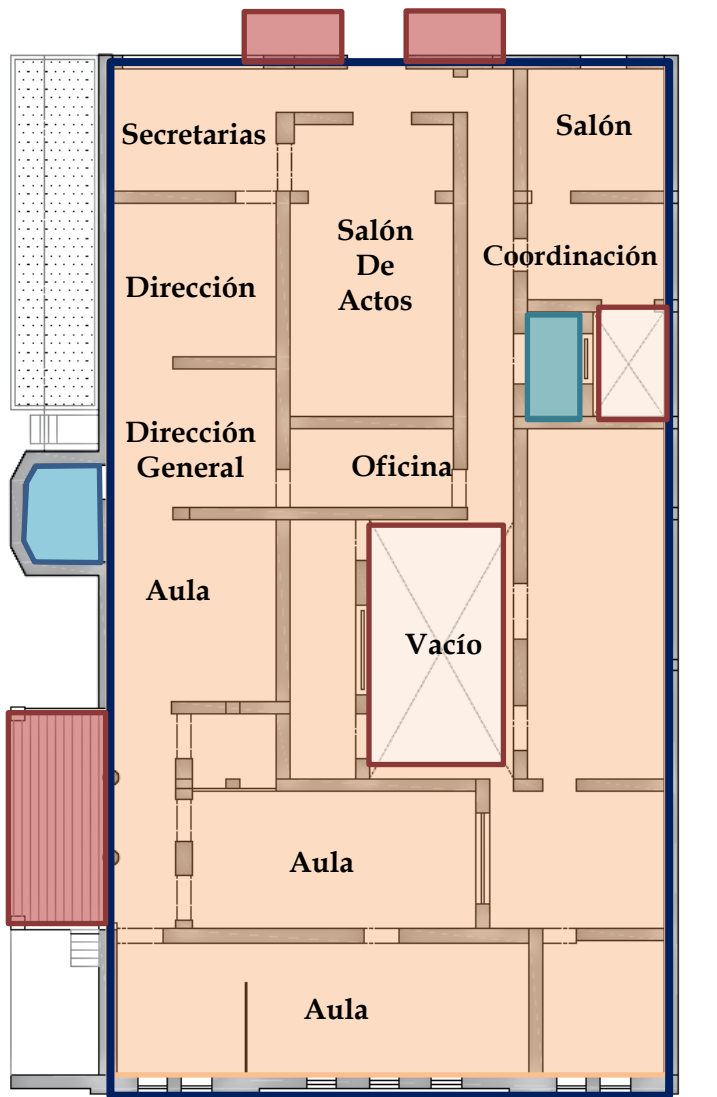 Secretarias
Salón
Salón
De
Actos
Coordinación
Dirección
Dirección
General
Oficina
Aula
Vacío
Aula
Aula